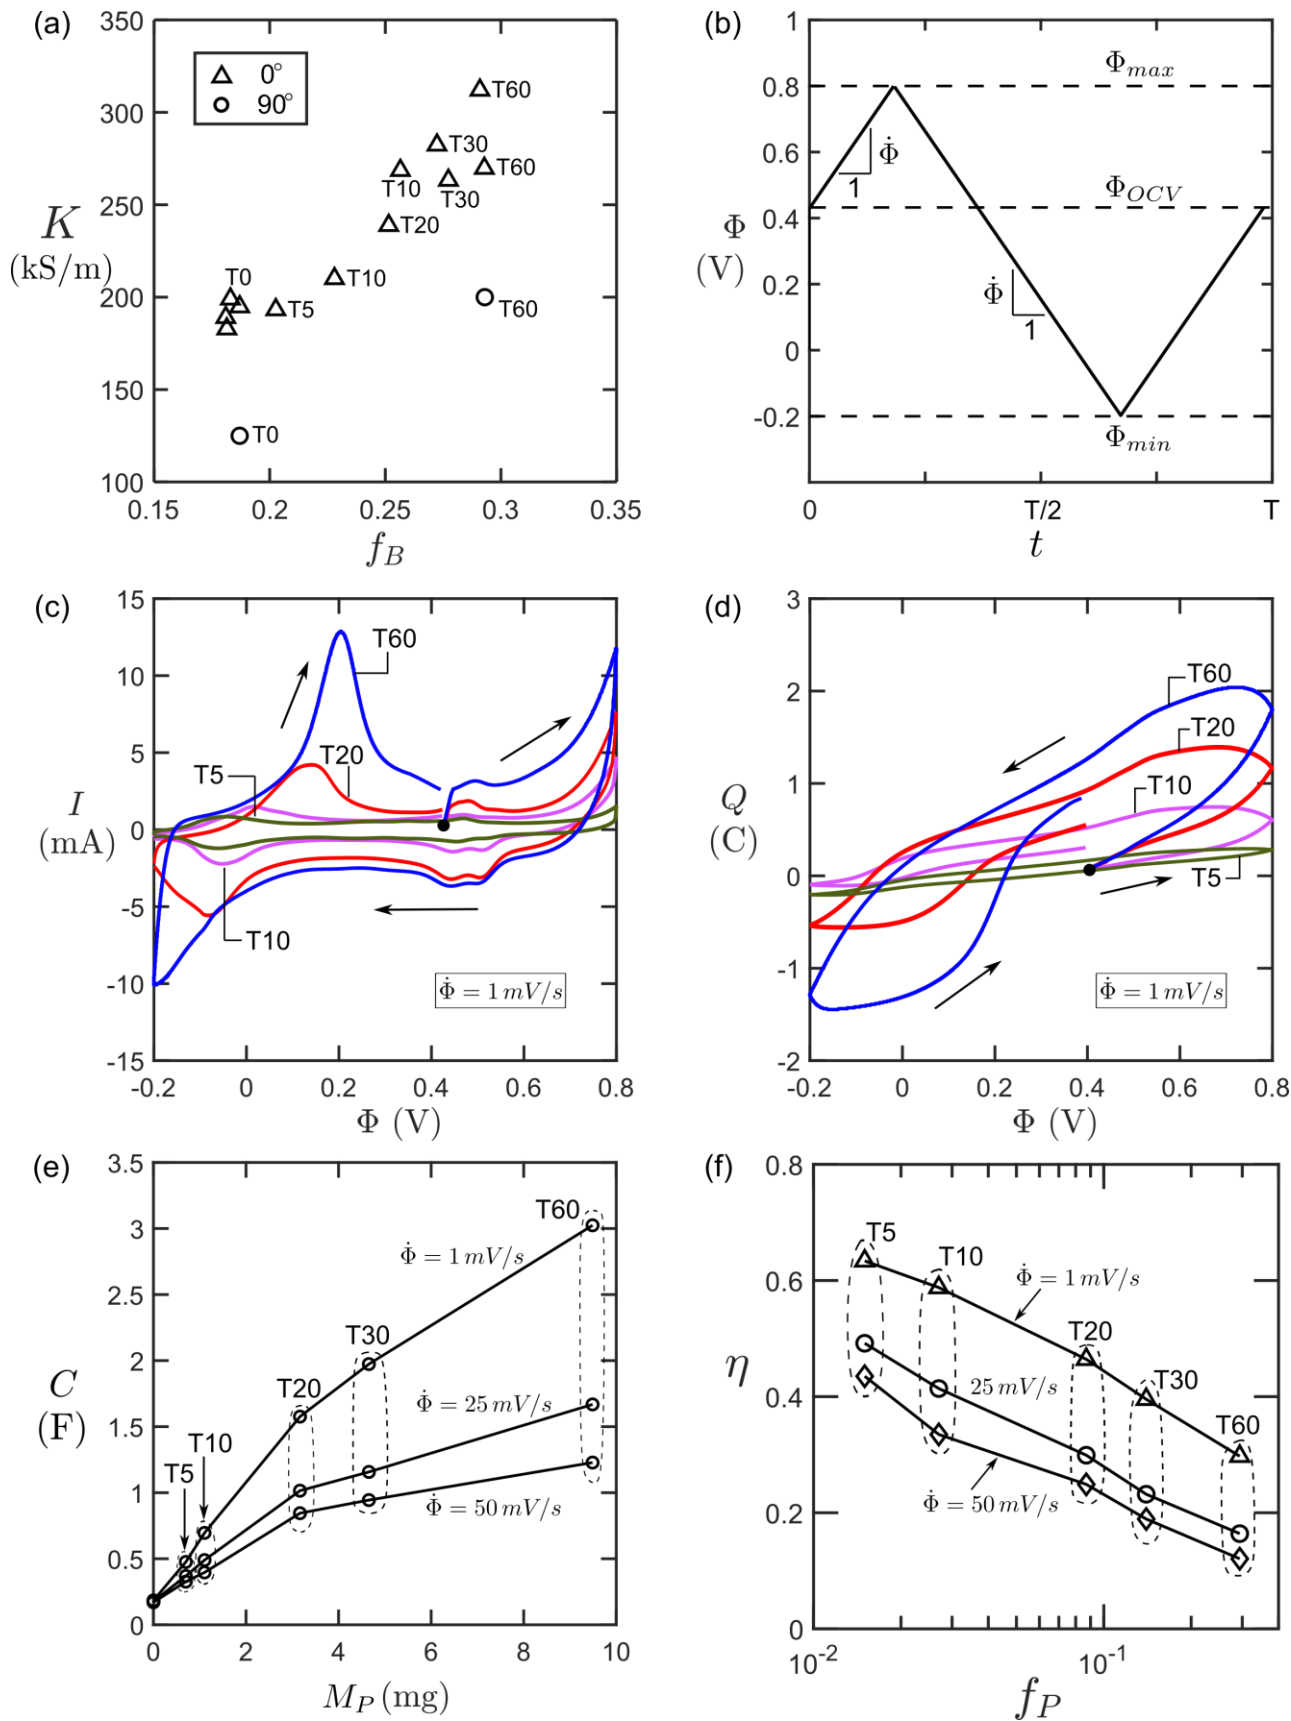 (a)
350
300
250
200
150
100
K
(kS/m)
0°
90°
T60
T30
T60
T10
T30
T20
T10
T0
T5
T60
T0
0.15
0.2
0.25
0.3
0.35
f_B
(b)
1
0.8
0.6
0.4
0.2
0
-0.2
Φ
(V)
Φ_max
Φ̇
1
Φ_OCV
Φ̇
1
Φ_min
0
T/2
T
t
(c)
15
10
5
0
-5
-10
-15
I
(mA)
T60
T5
T20
T10
Φ̇ = 1 mV/s
-0.2
0
0.2
0.4
0.6
0.8
Φ (V)
(d)
3
2
1
0
-1
-2
Q
(C)
T60
T20
T10
T5
Φ̇ = 1 mV/s
-0.2
0
0.2
0.4
0.6
0.8
Φ (V)
(e)
3.5
3
2.5
2
1.5
1
0.5
0
C
(F)
T60
Φ̇ = 1 mV/s
T30
T20
Φ̇ = 25 mV/s
T10
T5
Φ̇ = 50 mV/s
0
2
4
6
8
10
M_P (mg)
(f)
0.8
0.6
0.4
0.2
0
η
T5
T10
Φ̇ = 1 mV/s
T20
T30
25 mV/s
T60
Φ̇ = 50 mV/s
10^-2
10^-1
f_P